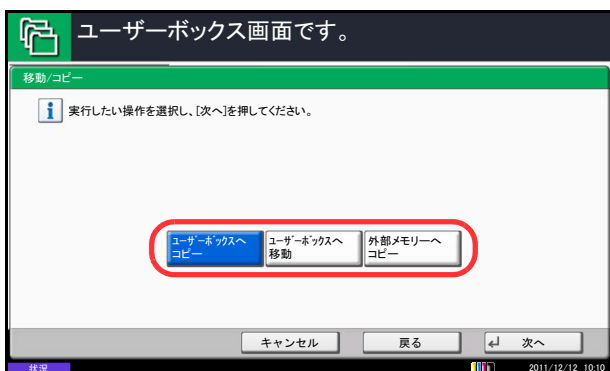 ユーザーボックス画面です。
移動/コピー
実行したい操作を選択し、[次へ]を押してください。
ユーザーボックスへ
コピー
ユーザーボックスへ
移動
外部メモリーへ
コピー
キャンセル
戻る
次へ
状況
2011/12/12 10:10